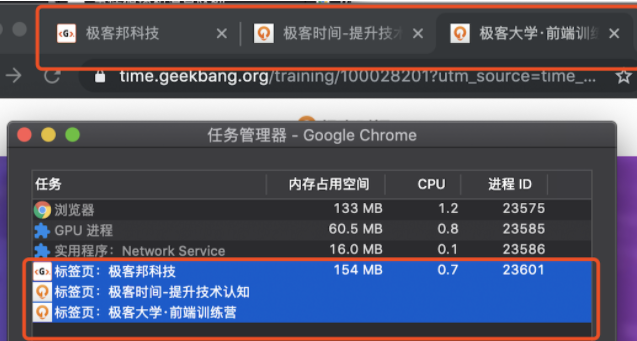 极客邦科技 极客时间-提升技术 极客大学·前端训
time.geekbang.org/training/100028201?utm_source=time_...
任务管理器 - Google Chrome
任务 内存占用空间 CPU 进程 ID
浏览器 133 MB 1.2 23575
GPU 进程 60.5 MB 0.8 23585
实用程序：Network Service 16.0 MB 0.1 23586
标签页：极客邦科技 154 MB 0.7 23601
标签页：极客时间-提升技术认知
标签页：极客大学·前端训练营